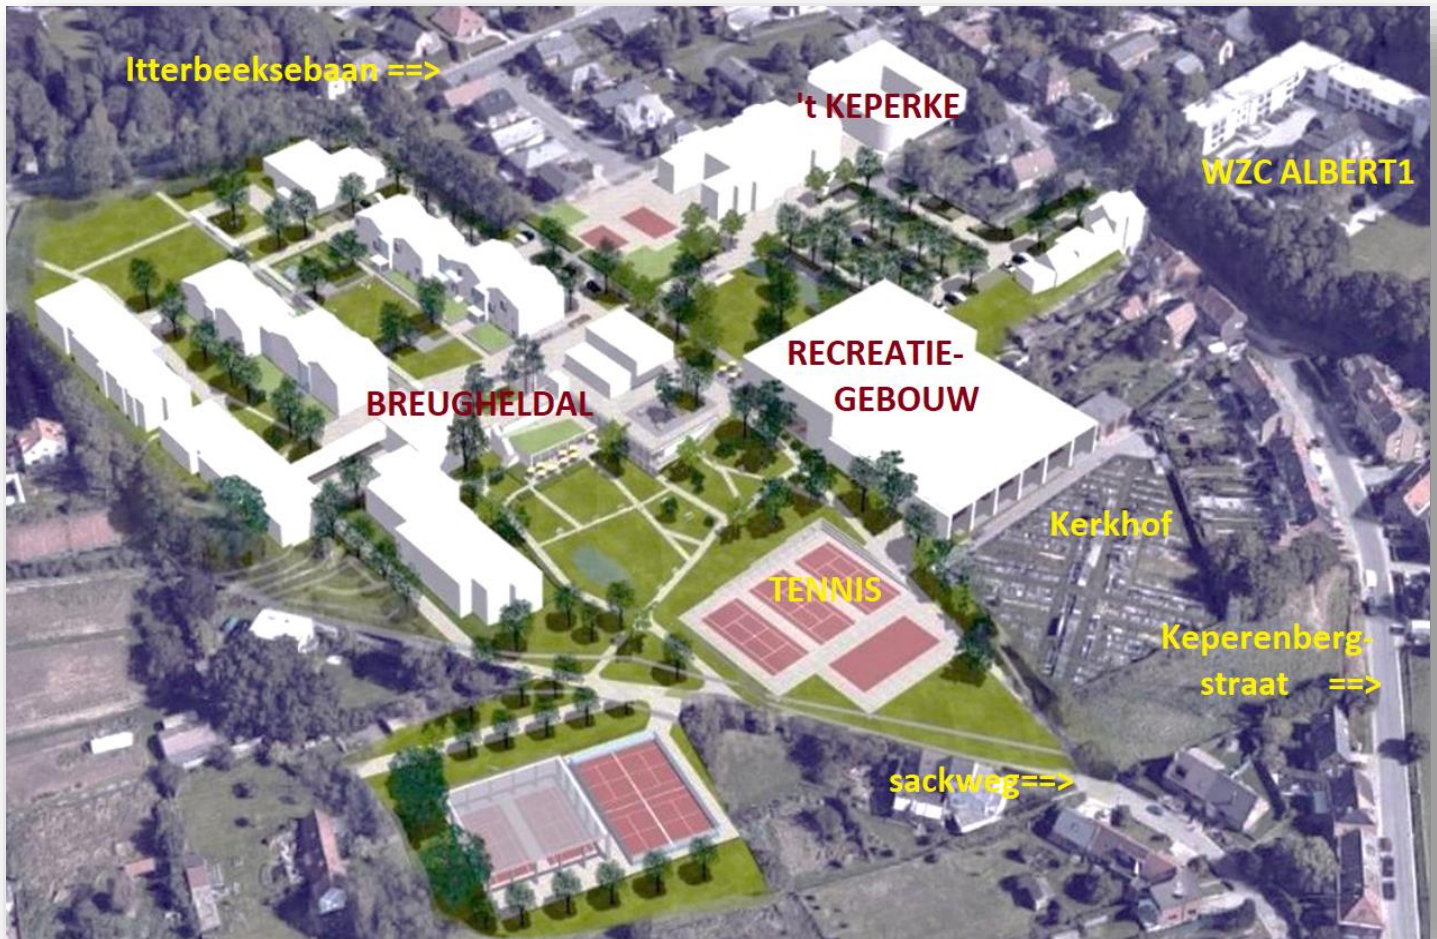 Itterbeeksebaan ==>
't KEPERKE
WZC ALBERT1
RECREATIE-
GEBOUW
BREUGHELDAL
Kerkhof
TENNIS
Keperenberg-
straat ==>
sackweg==>